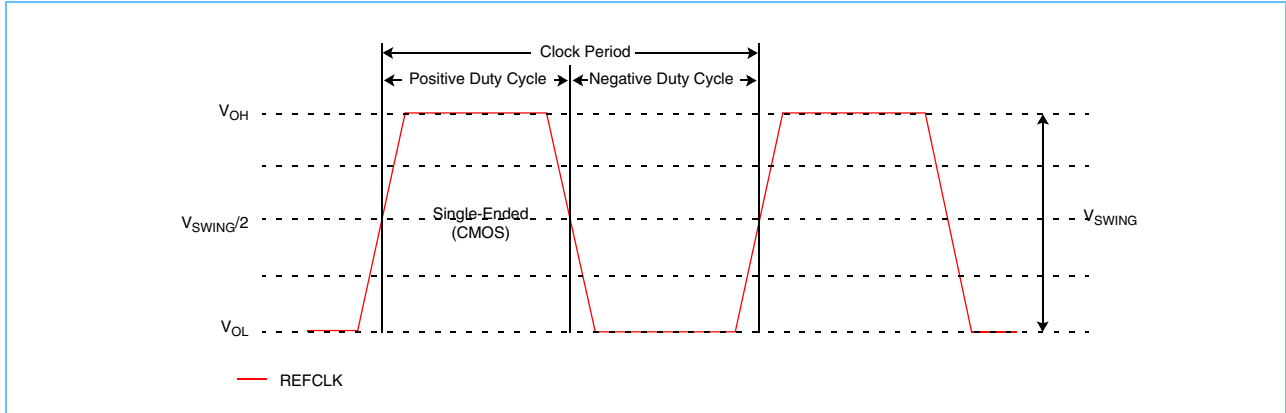 Clock Period
Positive Duty Cycle
Negative Duty Cycle
VOH
VSWING/2
Single-Ended
(CMOS)
VSWING
VOL
REFCLK